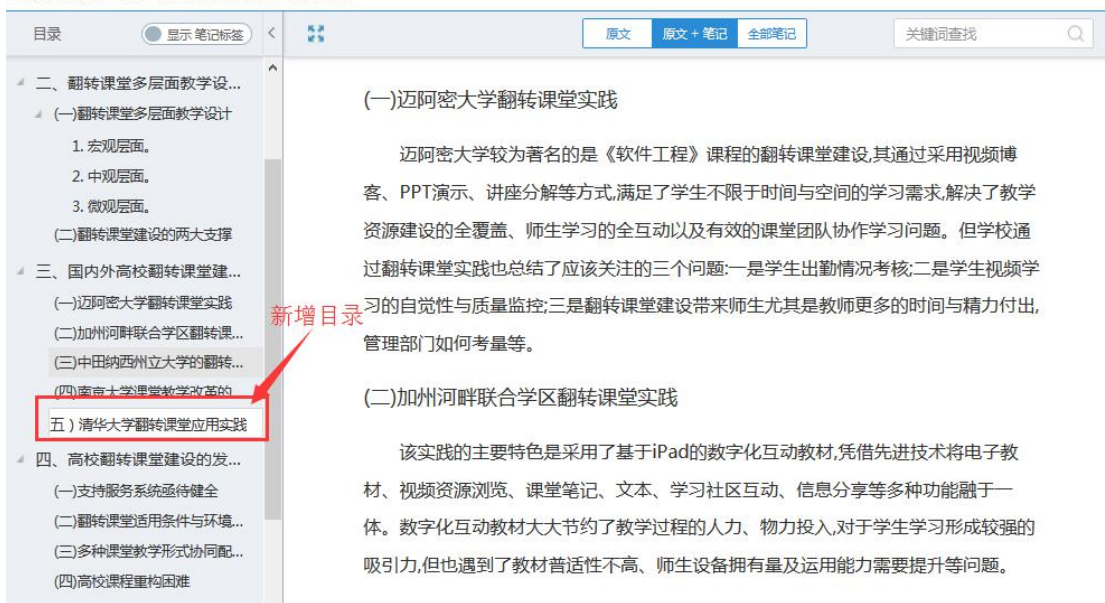 目录
显示 笔记标签
原文
原文 + 笔记
全部笔记
关键词查找
二、翻转课堂多层面教学设...
(一)翻转课堂多层面教学设计
1. 宏观层面。
2. 中观层面。
3. 微观层面。
(二)翻转课堂建设的两大支撑
三、国内外高校翻转课堂建...
(一)迈阿密大学翻转课堂实践
(二)加州河畔联合学区翻转课...
(三)中田纳西州立大学的翻转...
(四)南京大学课堂教学改革的
五）清华大学翻转课堂应用实践
四、高校翻转课堂建设的发...
(一)支持服务系统亟待健全
(二)翻转课堂适用条件与环境...
(三)多种课堂教学形式协同配...
(四)高校课程重构困难
新增目录
(一)迈阿密大学翻转课堂实践
迈阿密大学较为著名的是《软件工程》课程的翻转课堂建设,其通过采用视频博
客、PPT演示、讲座分解等方式,满足了学生不限于时间与空间的学习需求,解决了教学
资源建设的全覆盖、师生学习的全互动以及有效的课堂团队协作学习问题。但学校通
过翻转课堂实践也总结了应该关注的三个问题:一是学生出勤情况考核;二是学生视频学
习的自觉性与质量监控;三是翻转课堂建设带来师生尤其是教师更多的时间与精力付出,
管理部门如何考量等。
(二)加州河畔联合学区翻转课堂实践
该实践的主要特色是采用了基于iPad的数字化互动教材,凭借先进技术将电子教
材、视频资源浏览、课堂笔记、文本、学习社区互动、信息分享等多种功能融于一
体。数字化互动教材大大节约了教学过程的人力、物力投入,对于学生学习形成较强的
吸引力,但也遇到了教材普适性不高、师生设备拥有量及运用能力需要提升等问题。